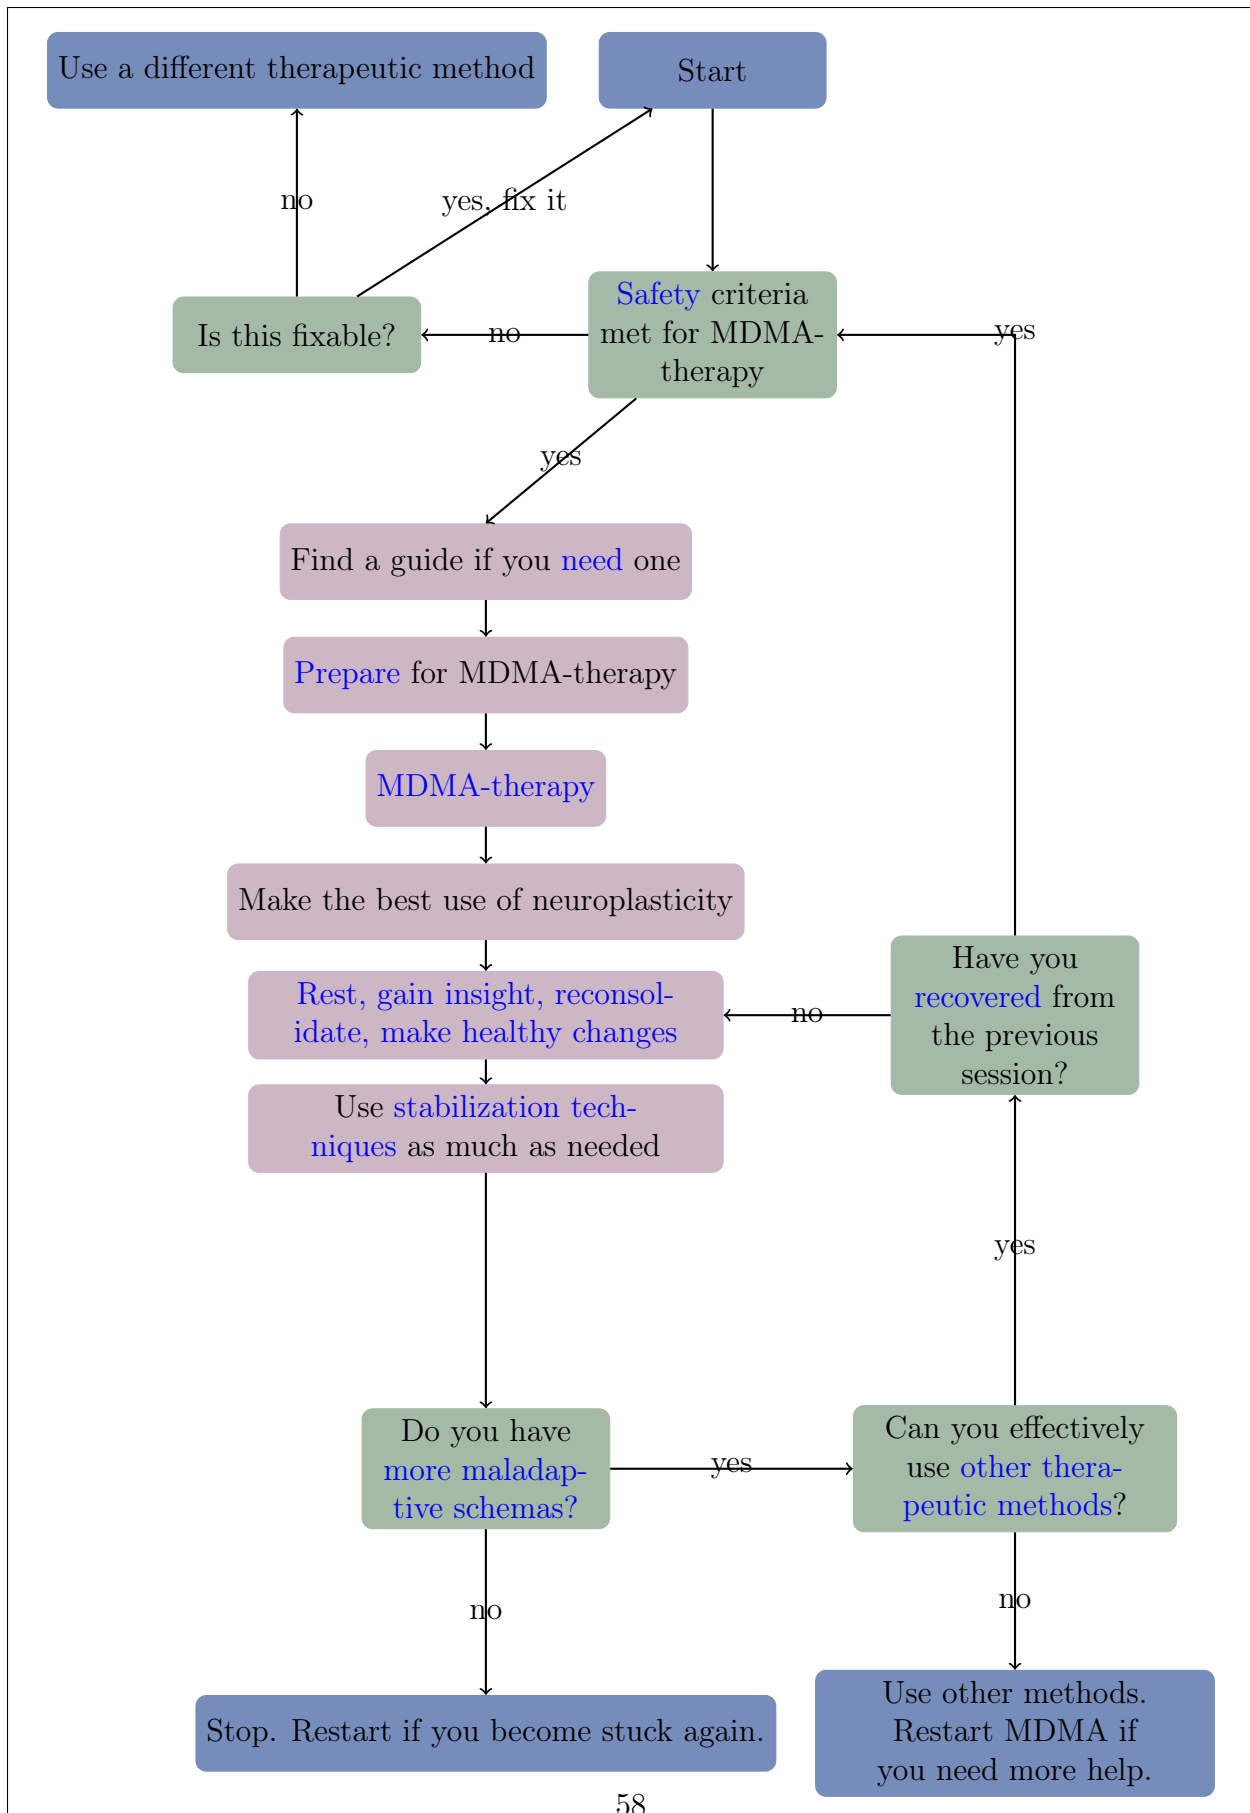 Use a different therapeutic method
Start
no
yes, fix it
Is this fixable?
no
Safety criteria
met for MDMA-
therapy
yes
yes
Find a guide if you need one
Prepare for MDMA-therapy
MDMA-therapy
Make the best use of neuroplasticity
Rest, gain insight, reconsol-
idate, make healthy changes
no
Have you
recovered from
the previous
session?
Use stabilization tech-
niques as much as needed
yes
Do you have
more maladap-
tive schemas?
yes
Can you effectively
use other thera-
peutic methods?
no
no
Stop. Restart if you become stuck again.
Use other methods.
Restart MDMA if
you need more help.
58